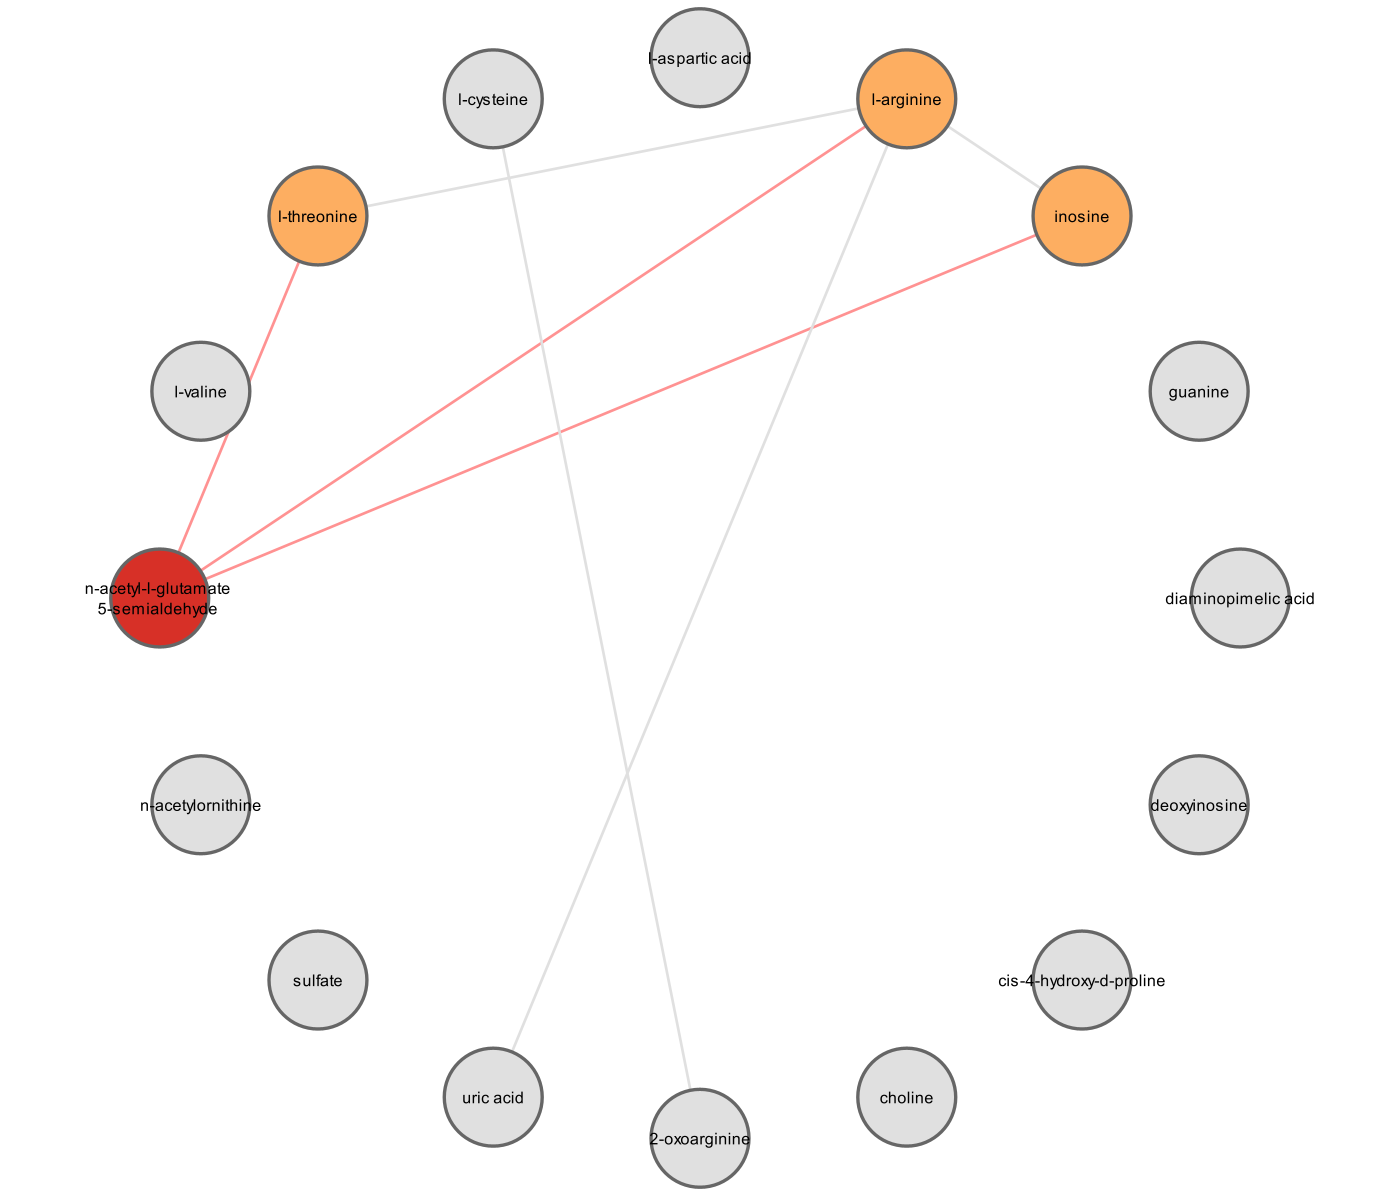 l-aspartic acid
l-cysteine
l-arginine
l-threonine
inosine
l-valine
guanine
n-acetyl-l-glutamate
5-semialdehyde
diaminopimelic acid
n-acetylornithine
deoxyinosine
sulfate
cis-4-hydroxy-d-proline
uric acid
choline
2-oxoarginine